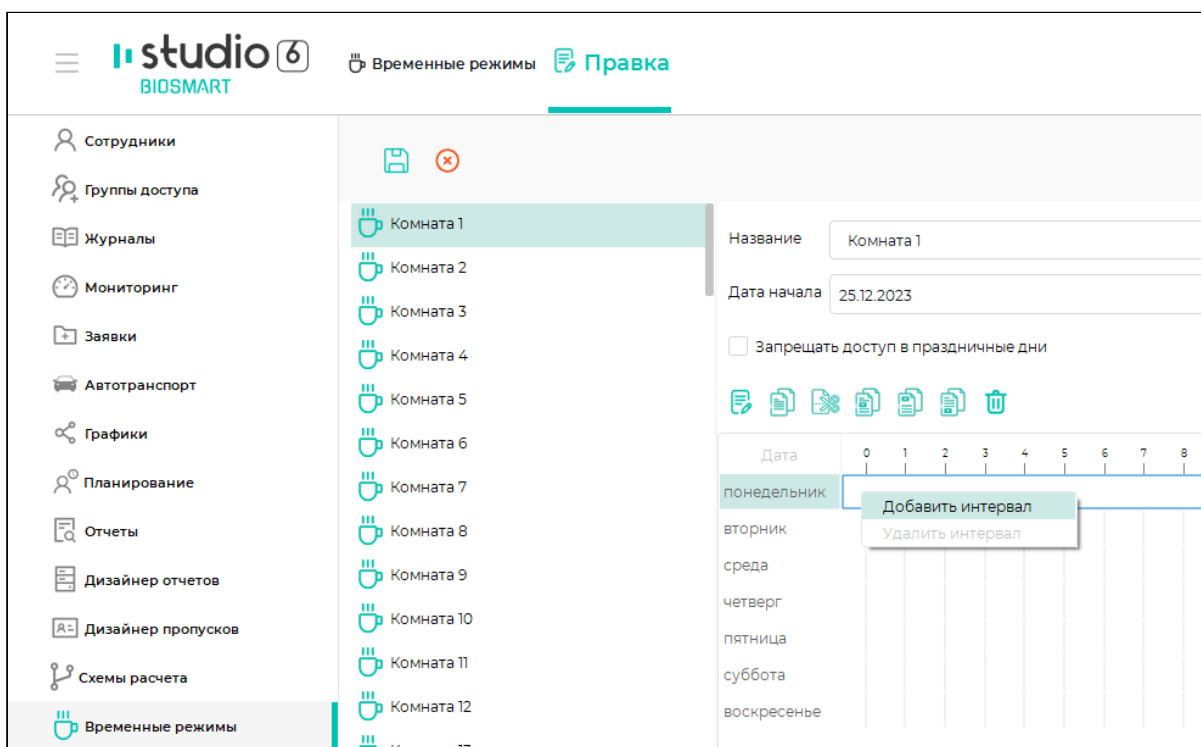 studio 6
BIOSMART
Временные режимы
Правка
Сотрудники
Группы доступа
Журналы
Мониторинг
Заявки
Автотранспорт
Графики
Планирование
Отчеты
Дизайнер отчетов
Дизайнер пропусков
Схемы расчета
Временные режимы
Комната 1
Комната 2
Комната 3
Комната 4
Комната 5
Комната 6
Комната 7
Комната 8
Комната 9
Комната 10
Комната 11
Комната 12
Название Комната 1
Дата начала 25.12.2023
Запрещать доступ в праздничные дни
Дата 0 1 2 3 4 5 6 7 8
понедельник
Добавить интервал
вторник
Удалить интервал
среда
четверг
пятница
суббота
воскресенье